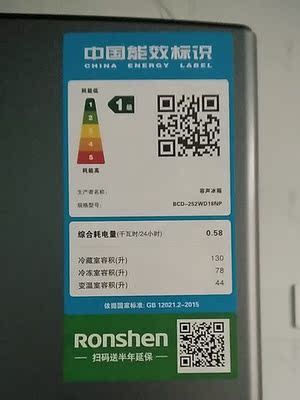 中国能效标识
CHINA ENERGY LABEL
耗能低
1
2
3
4
5
1级
耗能高
生产者名称 容声冰箱
规格型号 BCD-252WD18NP
综合耗电量(千瓦时/24小时) 0.58
冷藏室容积(升) 130
冷冻室容积(升) 78
变温室容积(升) 44
依据国家标准: GB 12021.2-2015
Ronshen
扫码送半年延保